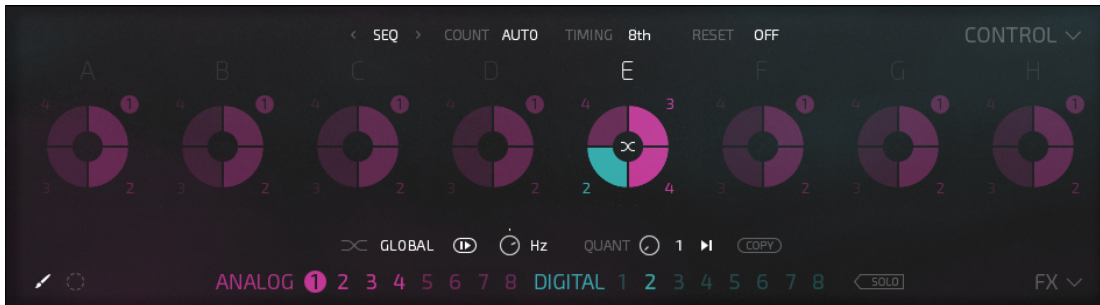 < SEQ > COUNT AUTO TIMING 8th RESET OFF CONTROL
A B C D E F G H
4 1 4 1 4 1 4 1 4 3 4 1 4 1 4 1
3 2 3 2 3 2 3 2 2 4 3 2 3 2 3 2
GLOBAL Hz QUANT 1 COPY
ANALOG 1 2 3 4 5 6 7 8 DIGITAL 1 2 3 4 5 6 7 8 SOLO FX